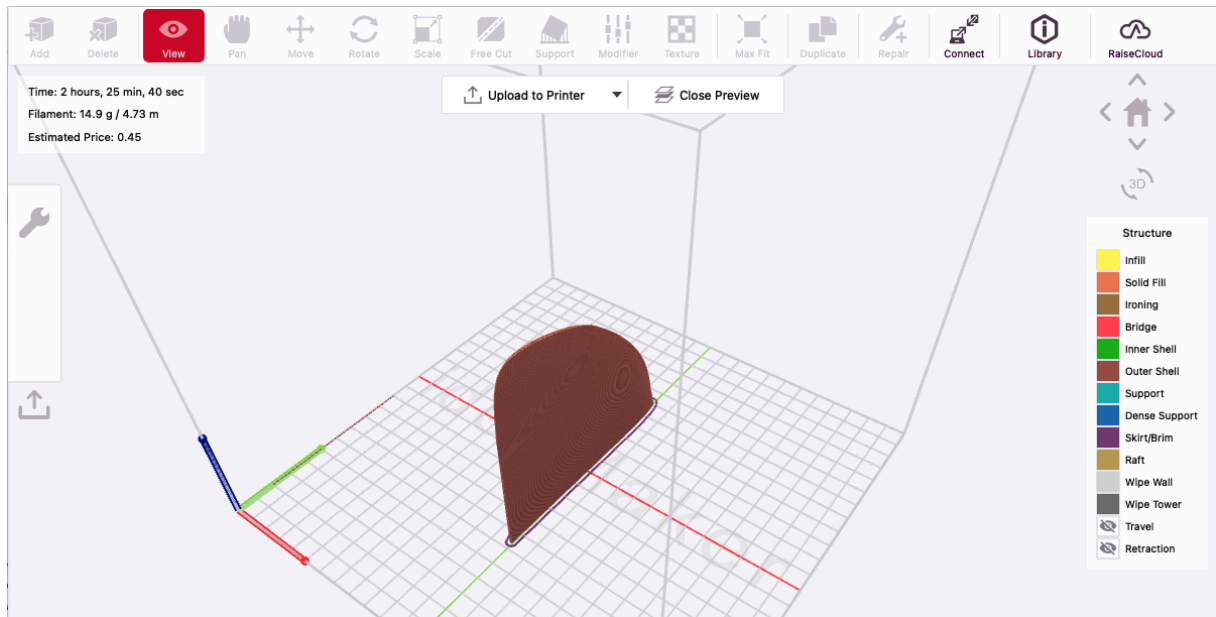 Add
Delete
View
Pan
Move
Rotate
Scale
Free Cut
Support
Modifier
Texture
Max Fit
Duplicate
Repair
Connect
Library
RaiseCloud
Time: 2 hours, 25 min, 40 sec
Filament: 14.9 g / 4.73 m
Estimated Price: 0.45
Upload to Printer
Close Preview
3D
Structure
Infill
Solid Fill
Ironing
Bridge
Inner Shell
Outer Shell
Support
Dense Support
Skirt/Brim
Raft
Wipe Wall
Wipe Tower
Travel
Retraction